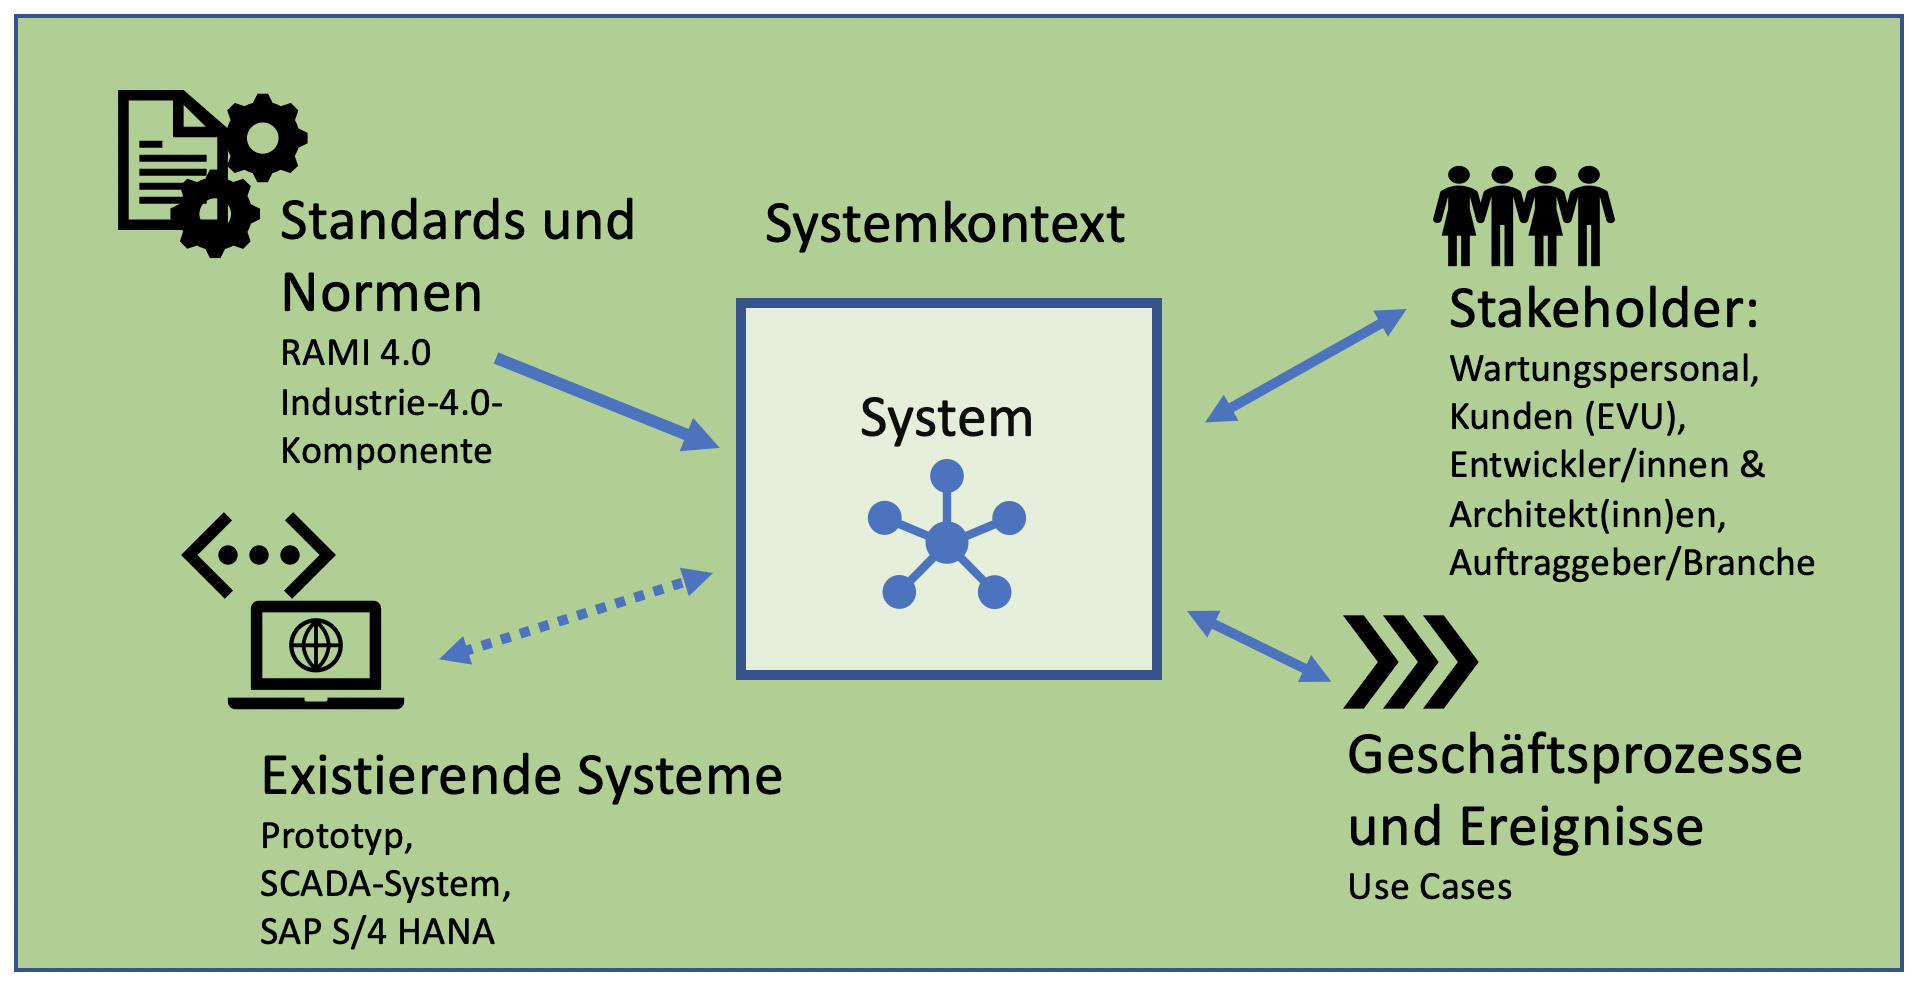 Standards und
Normen
RAMI 4.0
Industrie-4.0-
Komponente
Existierende Systeme
Prototyp,
SCADA-System,
SAP S/4 HANA
Systemkontext
System
Stakeholder:
Wartungspersonal,
Kunden (EVU),
Entwickler/innen &
Architekt(inn)en,
Auftraggeber/Branche
Geschäftsprozesse
und Ereignisse
Use Cases